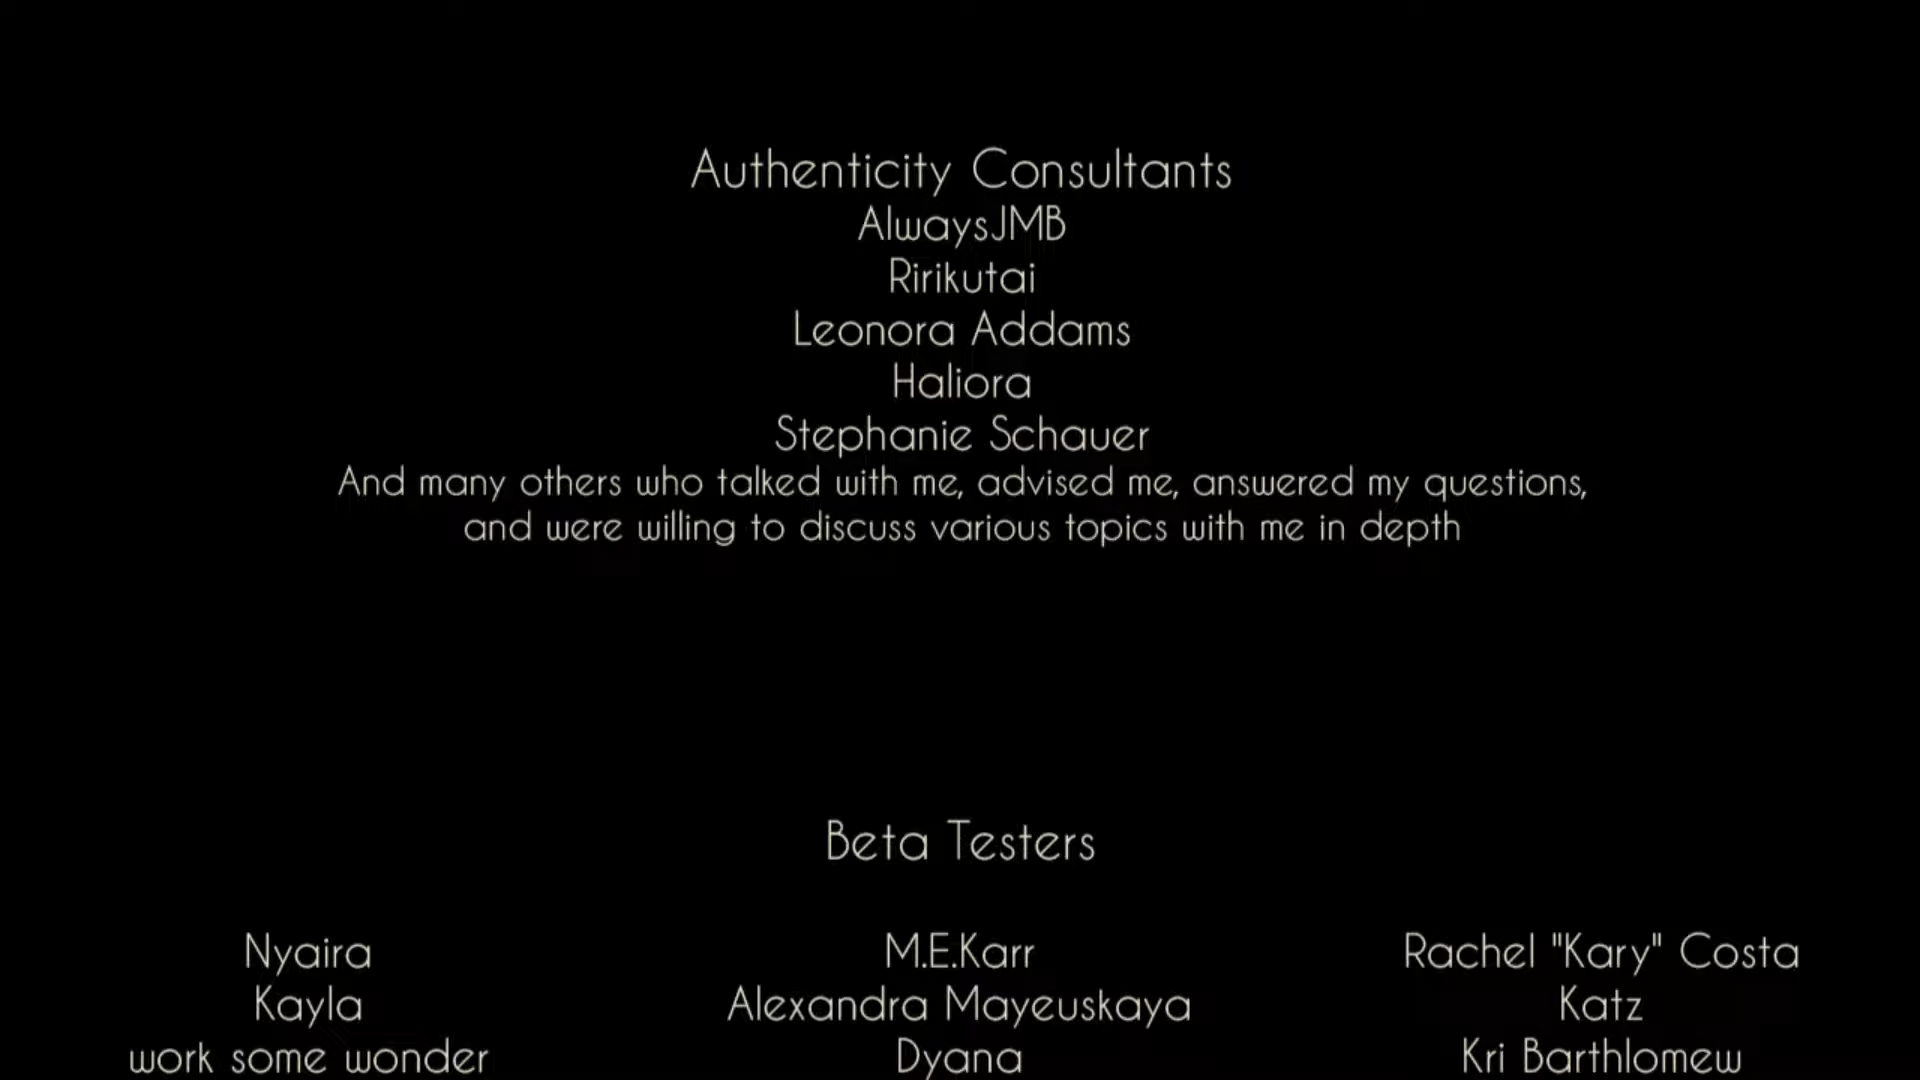 Authenticity Consultants
AlwaysJMB
Ririkutai
Leonora Addams
Haliora
Stephanie Schauer
And many others who talked with me, advised me, answered my questions,
and were willing to discuss various topics with me in depth
Beta Testers
Nyaira M.E.Karr Rachel "Kary" Costa
Kayla Alexandra Mayeuskaya Katz
work some wonder Dyana Kri Barthlomew